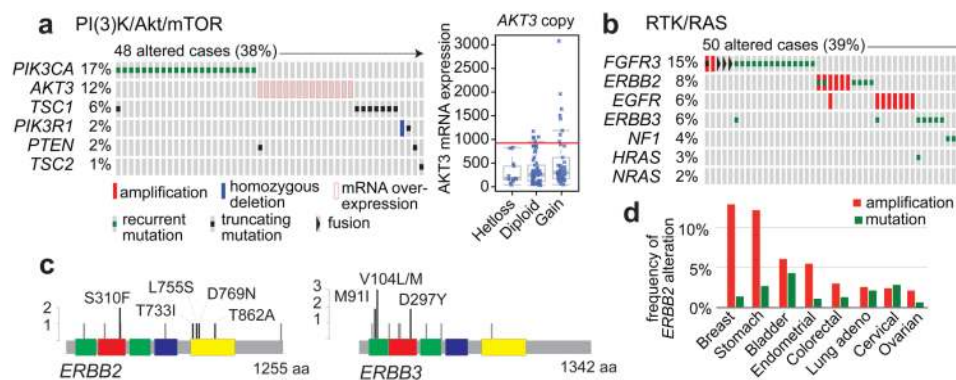 a PI(3)K/Akt/mTOR
48 altered cases (38%)
PIK3CA 17%
AKT3 12%
TSC1 6%
PIK3R1 2%
PTEN 2%
TSC2 1%
amplification
homozygous deletion
mRNA over-expression
recurrent mutation
truncating mutation
fusion
AKT3 copy
AKT3 mRNA expression
3000
2500
2000
1500
1000
500
0
Hetloss
Diploid
Gain
b RTK/RAS
50 altered cases (39%)
FGFR3 15%
ERBB2 8%
EGFR 6%
ERBB3 6%
NF1 4%
HRAS 3%
NRAS 2%
c
2
1
S310F
L755S
T733I
D769N
T862A
ERBB2
1255 aa
3
2
1
V104L/M
M91I
D297Y
ERBB3
1342 aa
d
amplification
mutation
frequency of
ERBB2 alteration
10%
5%
0%
Breast
Stomach
Bladder
Endometrial
Colorectal
Lung adeno
Cervical
Ovarian